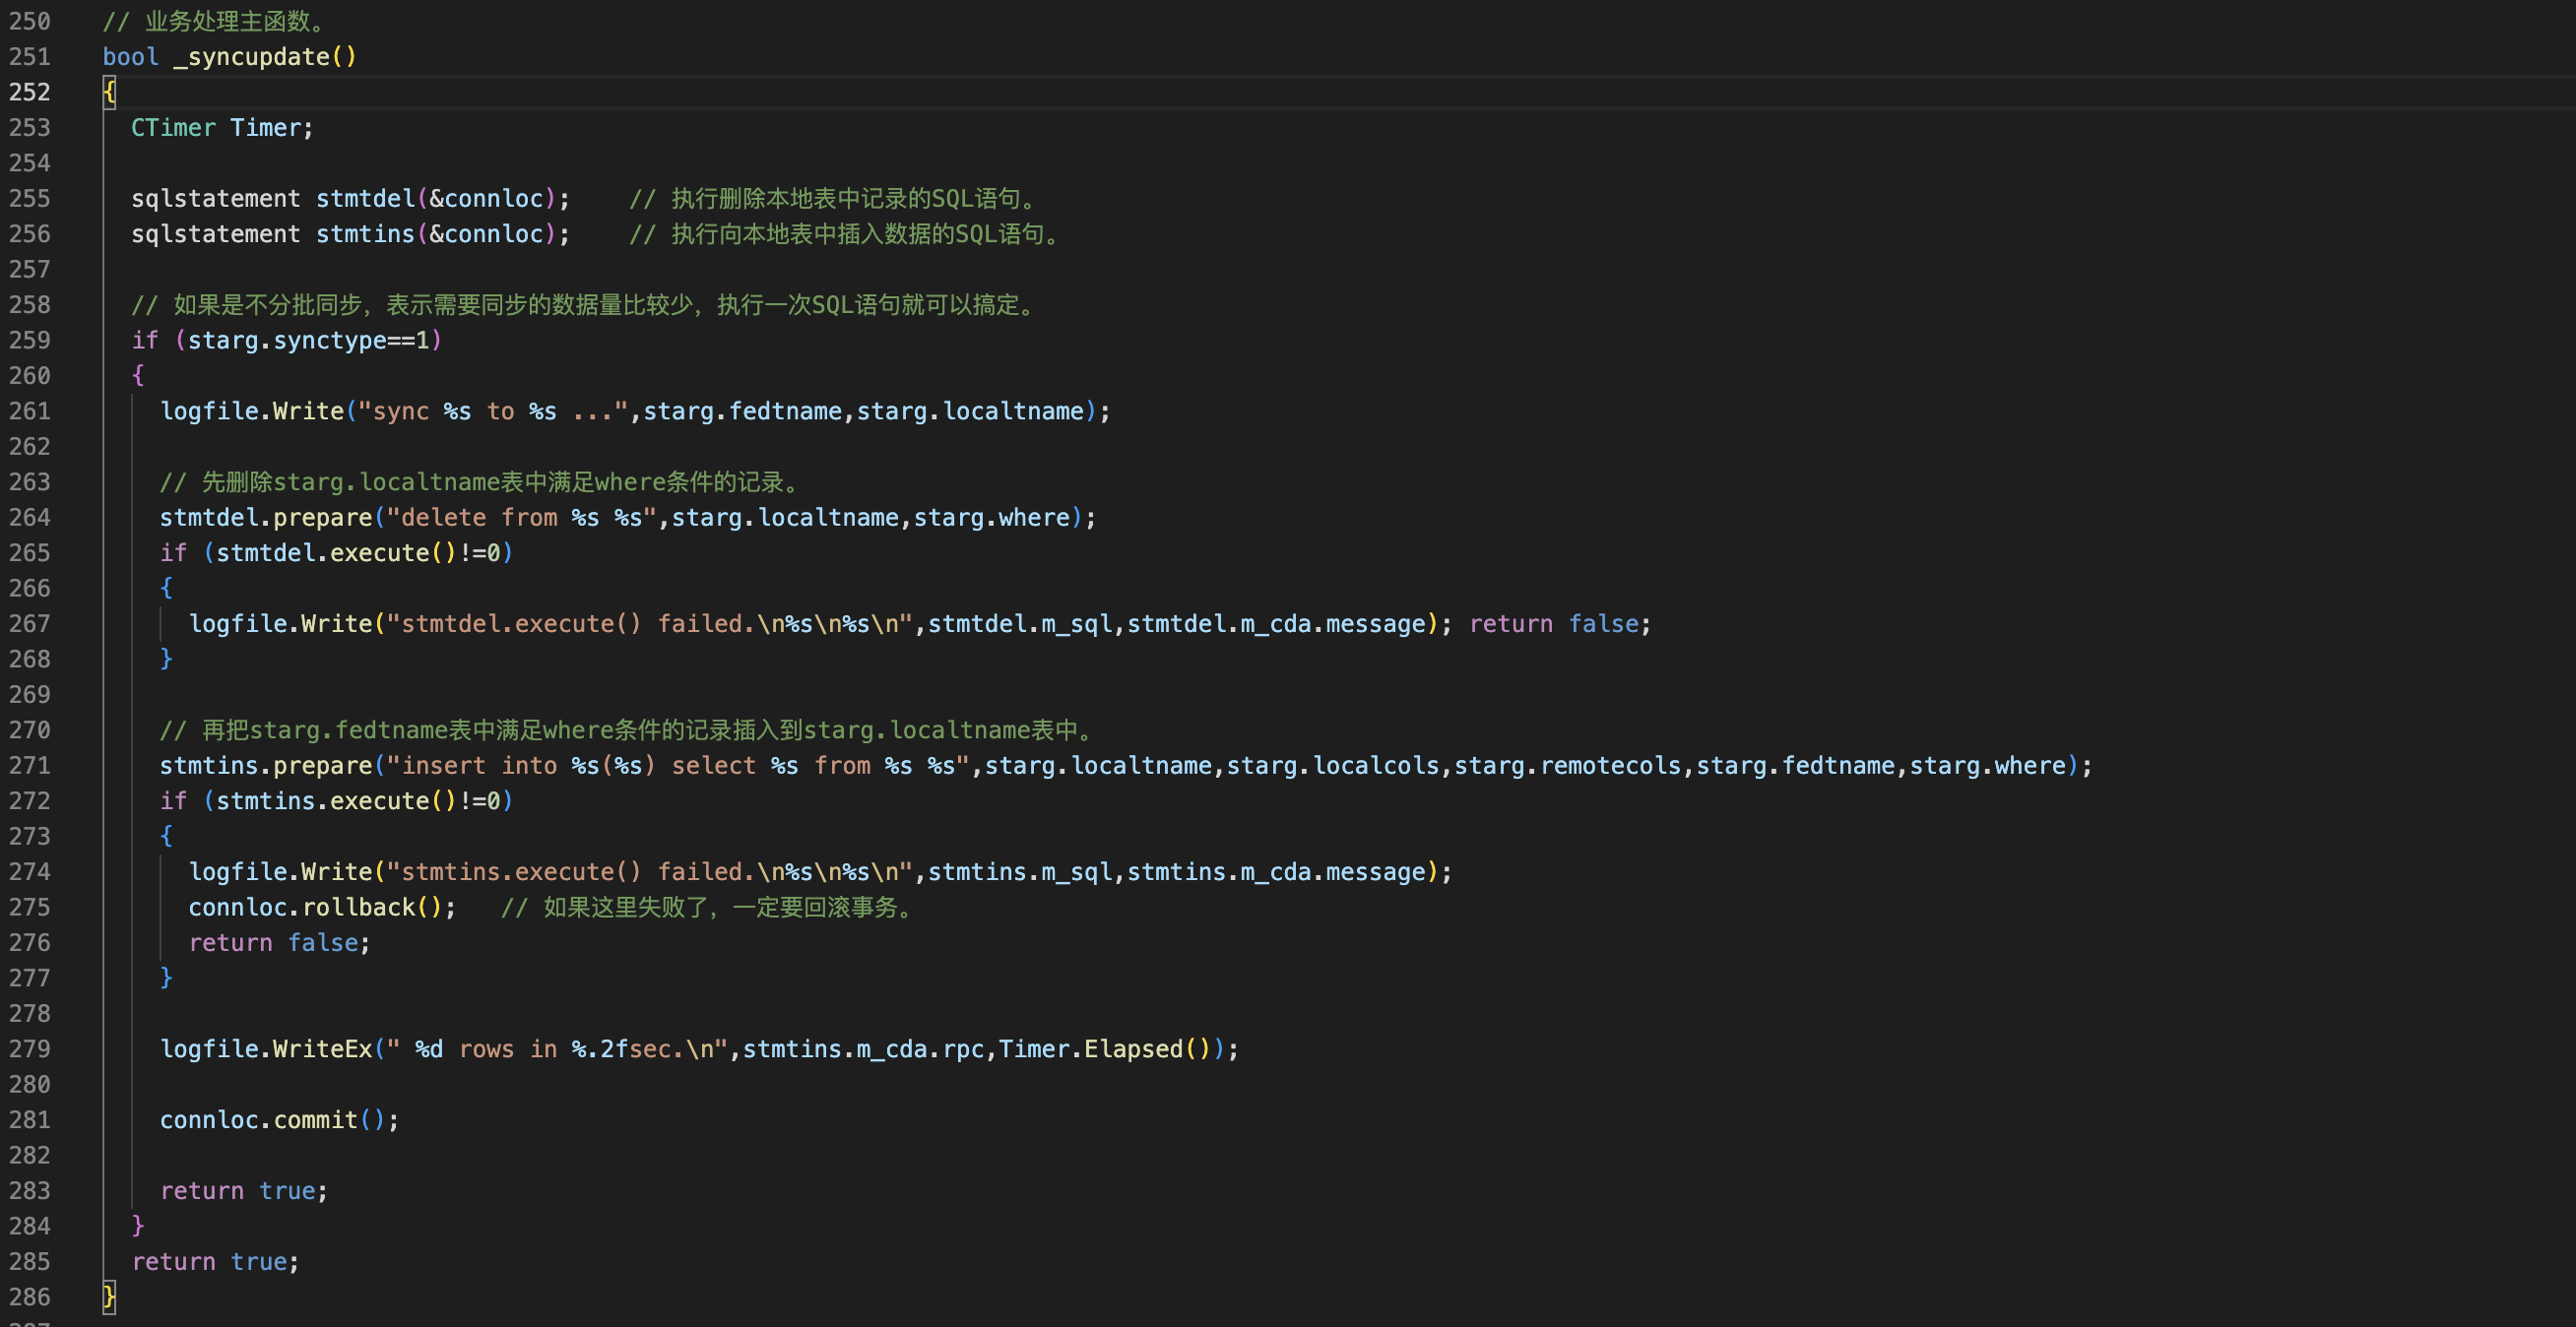 250 // 业务处理主函数。
251 bool _syncupdate()
252 {
253   CTimer Timer;
254
255   sqlstatement stmtdel(&connloc);    // 执行删除本地表中记录的SQL语句。
256   sqlstatement stmtins(&connloc);    // 执行向本地表中插入数据的SQL语句。
257
258   // 如果是不分批同步，表示需要同步的数据量比较少，执行一次SQL语句就可以搞定。
259   if (starg.synctype==1)
260   {
261     logfile.Write("sync %s to %s ...",starg.fedtname,starg.localtname);
262
263     // 先删除starg.localtname表中满足where条件的记录。
264     stmtdel.prepare("delete from %s %s",starg.localtname,starg.where);
265     if (stmtdel.execute()!=0)
266     {
267       logfile.Write("stmtdel.execute() failed.\n%s\n%s\n",stmtdel.m_sql,stmtdel.m_cda.message); return false;
268     }
269
270     // 再把starg.fedtname表中满足where条件的记录插入到starg.localtname表中。
271     stmtins.prepare("insert into %s(%s) select %s from %s %s",starg.localtname,starg.localcols,starg.remotecols,starg.fedtname,starg.where);
272     if (stmtins.execute()!=0)
273     {
274       logfile.Write("stmtins.execute() failed.\n%s\n%s\n",stmtins.m_sql,stmtins.m_cda.message);
275       connloc.rollback();   // 如果这里失败了，一定要回滚事务。
276       return false;
277     }
278
279     logfile.WriteEx(" %d rows in %.2fsec.\n",stmtins.m_cda.rpc,Timer.Elapsed());
280
281     connloc.commit();
282
283     return true;
284   }
285   return true;
286 }